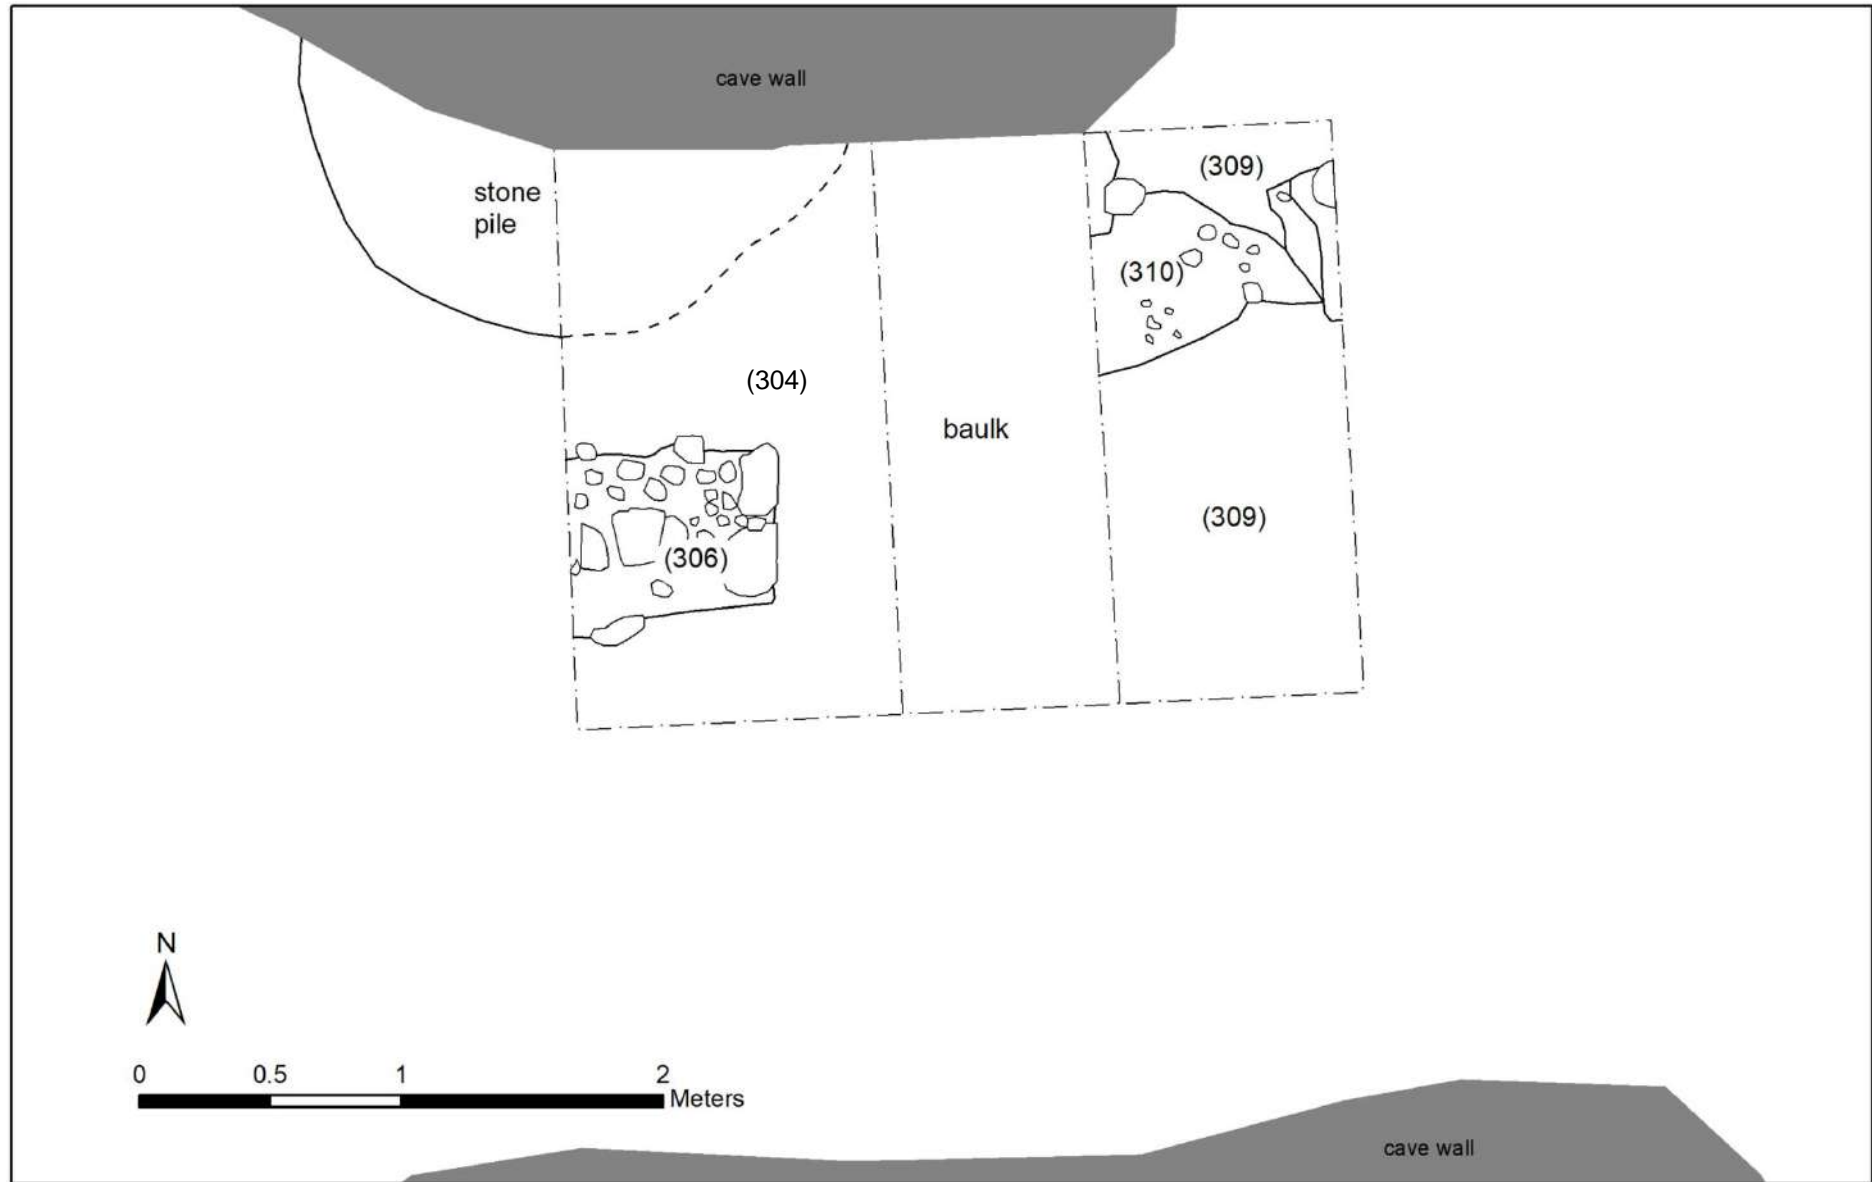 cave wall
stone
pile
(309)
(310)
(304)
baulk
(309)
(306)
N
0 0.5 1 2
Meters
cave wall